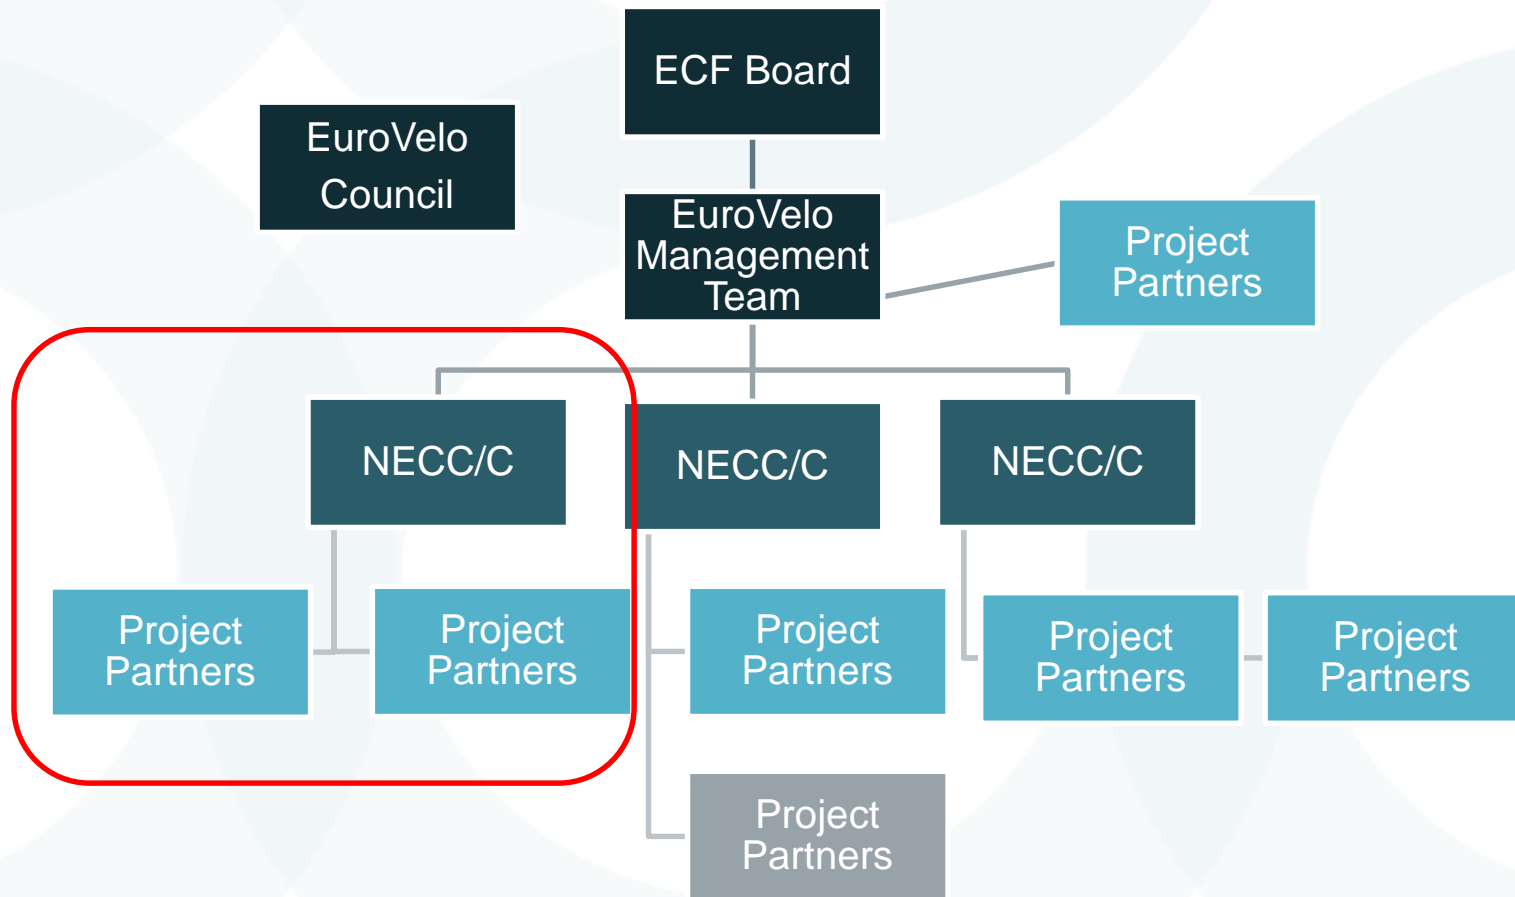 ECF Board
EuroVelo
Council
EuroVelo
Management
Team
Project
Partners
NECC/C
NECC/C
NECC/C
Project
Partners
Project
Partners
Project
Partners
Project
Partners
Project
Partners
Project
Partners